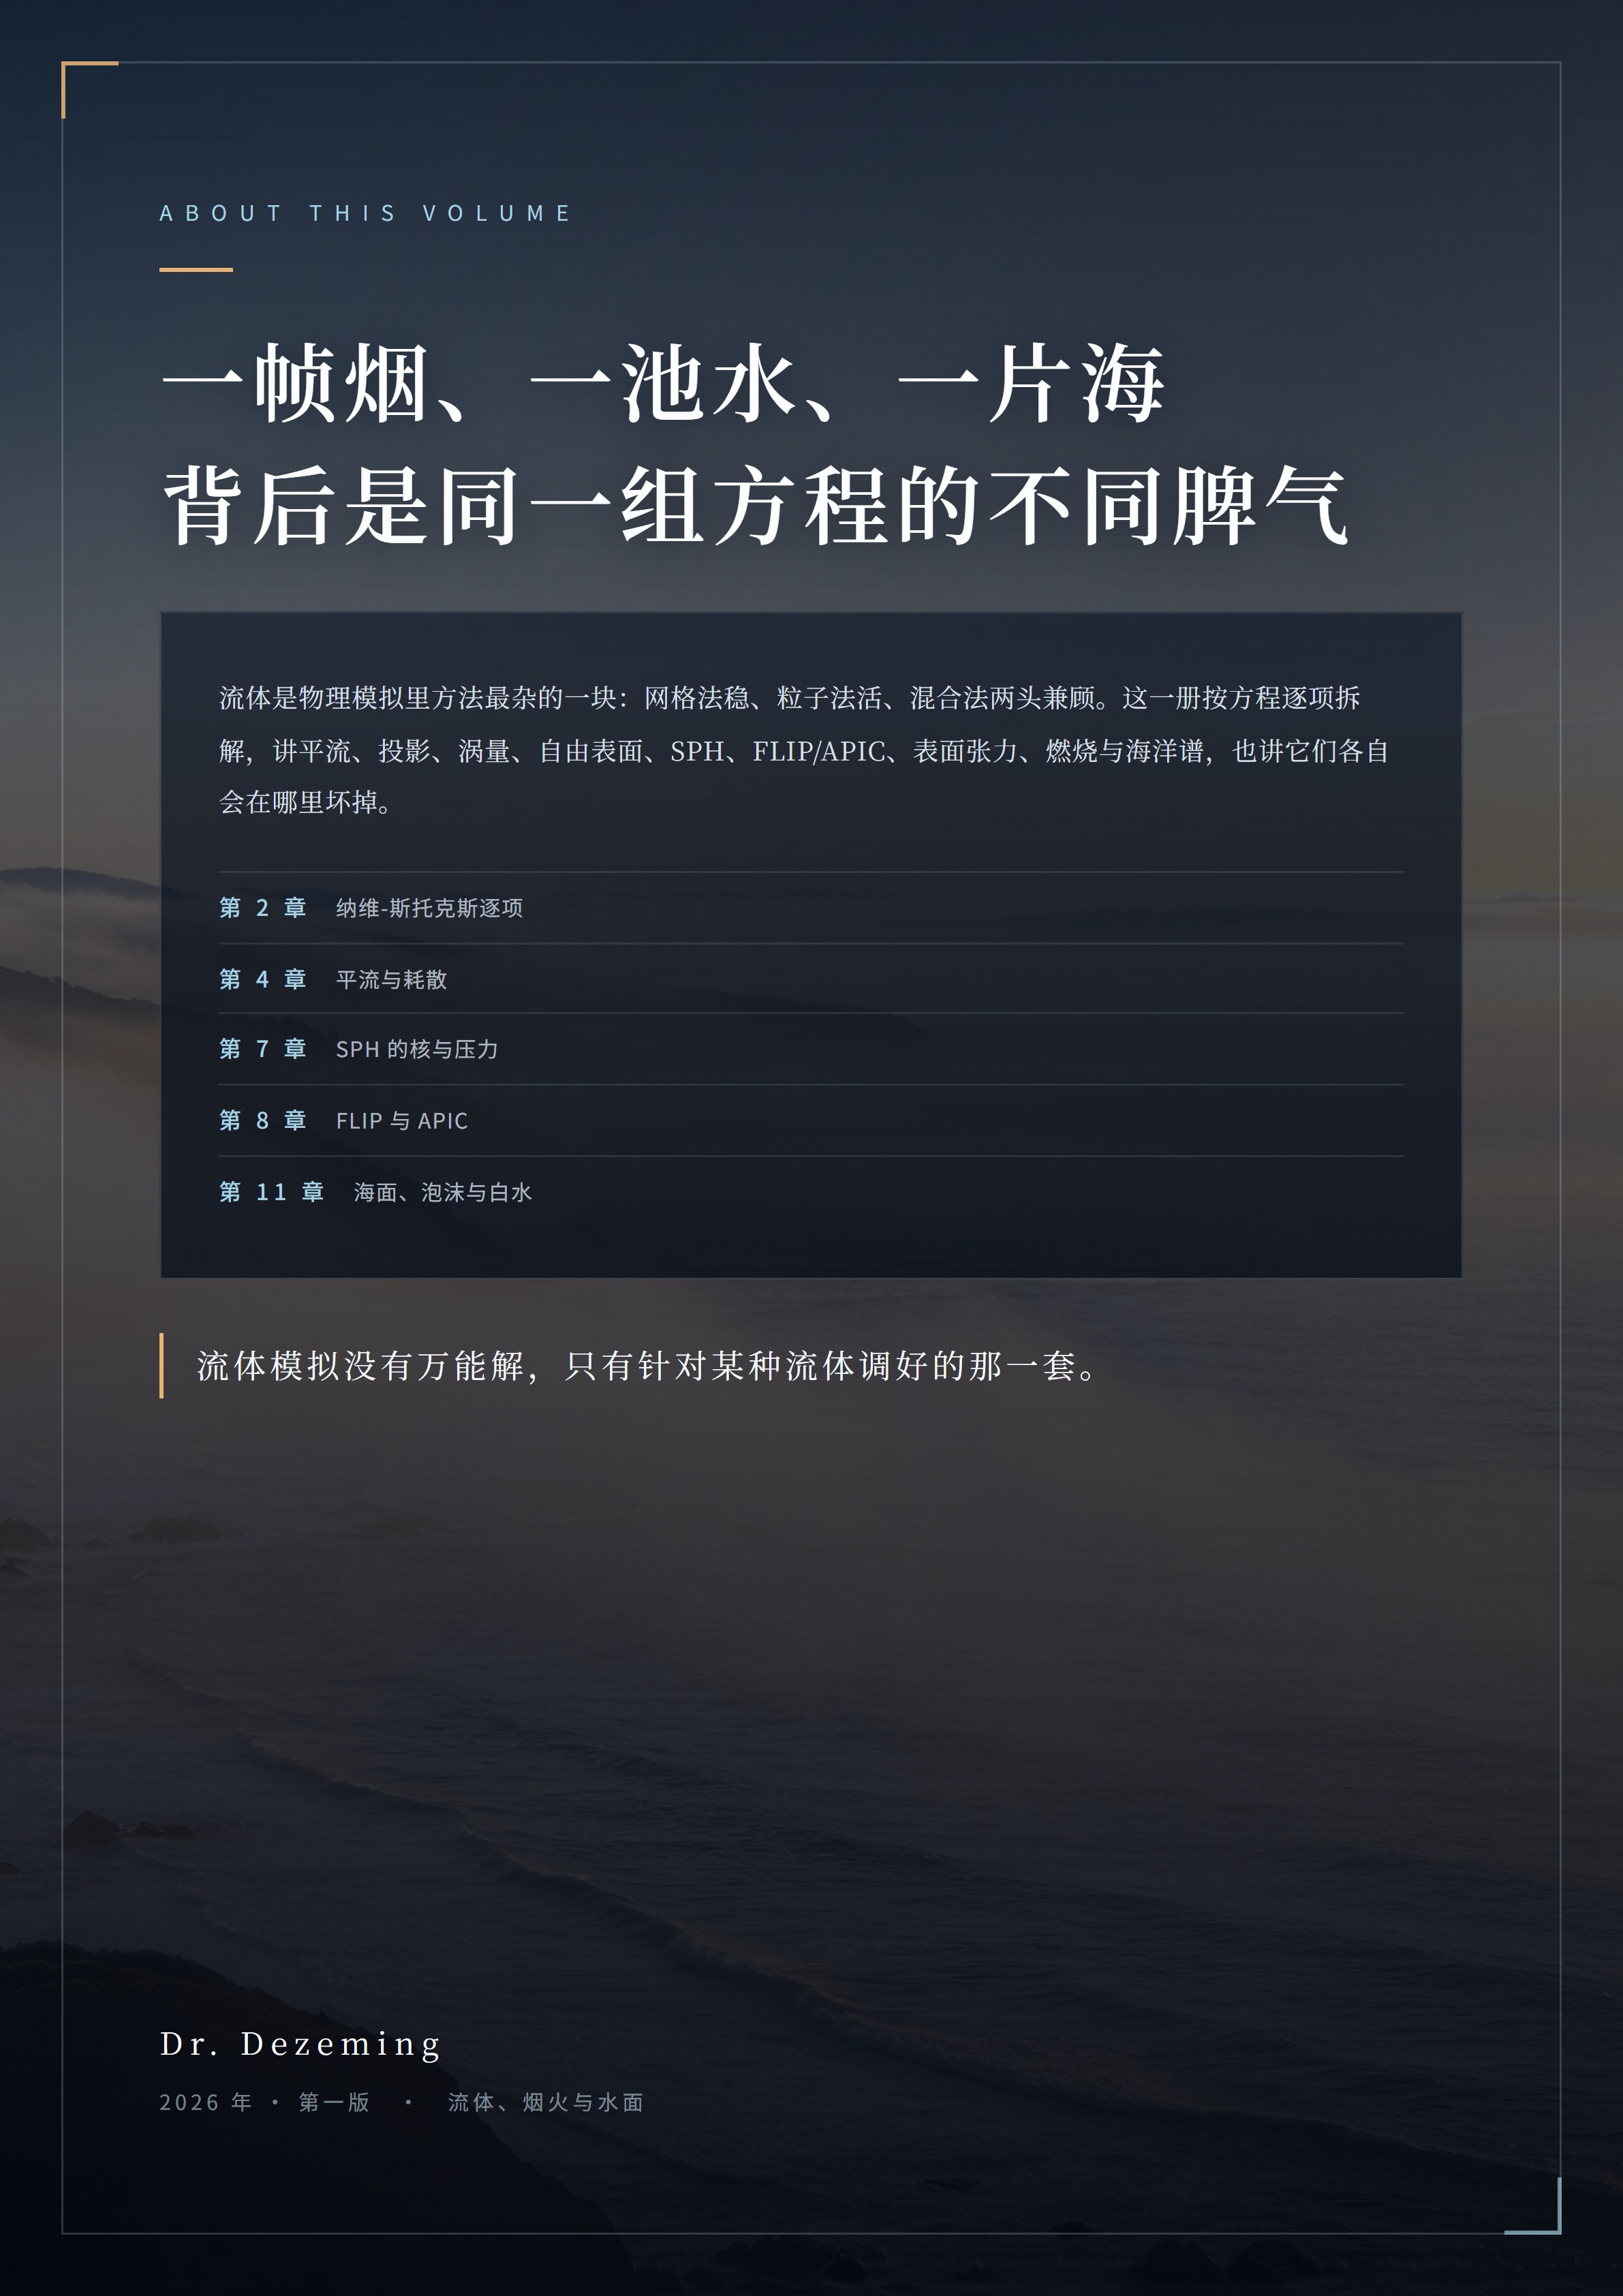 ABOUT THIS VOLUME
一帧烟、一池水、一片海
背后是同一组方程的不同脾气
流体是物理模拟里方法最杂的一块：网格法稳、粒子法活、混合法两头兼顾。这一册按方程逐项拆
解，讲平流、投影、涡量、自由表面、SPH、FLIP/APIC、表面张力、燃烧与海洋谱，也讲它们各自
会在哪里坏掉。
第 2 章 纳维-斯托克斯逐项
第 4 章 平流与耗散
第 7 章 SPH 的核与压力
第 8 章 FLIP 与 APIC
第 11 章 海面、泡沫与白水
流体模拟没有万能解，只有针对某种流体调好的那一套。
Dr. Dezeming
2026 年 · 第一版 · 流体、烟火与水面